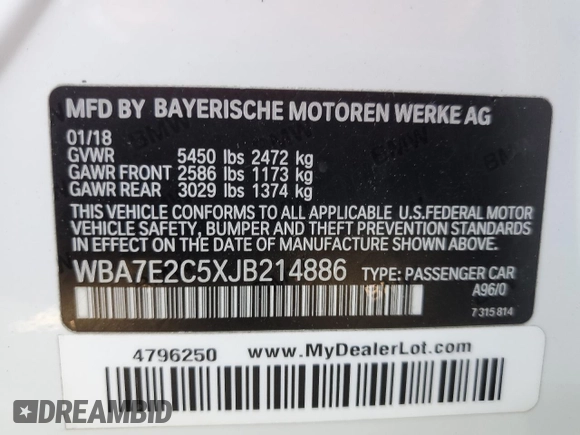 MFD BY BAYERISCHE MOTOREN WERKE AG
01/18
GVWR 5450 lbs 2472 kg
GAWR FRONT 2586 lbs 1173 kg
GAWR REAR 3029 lbs 1374 kg
THIS VEHICLE CONFORMS TO ALL APPLICABLE U.S.FEDERAL MOTOR
VEHICLE SAFETY, BUMPER, AND THEFT PREVENTION STANDARDS IN
EFFECT ON THE DATE OF MANUFACTURE SHOWN ABOVE.
WBA7E2C5XJB214886 TYPE: PASSENGER CAR
A96/0
7 315 814
4796250 www.MyDealerLot.com
DREAMBID